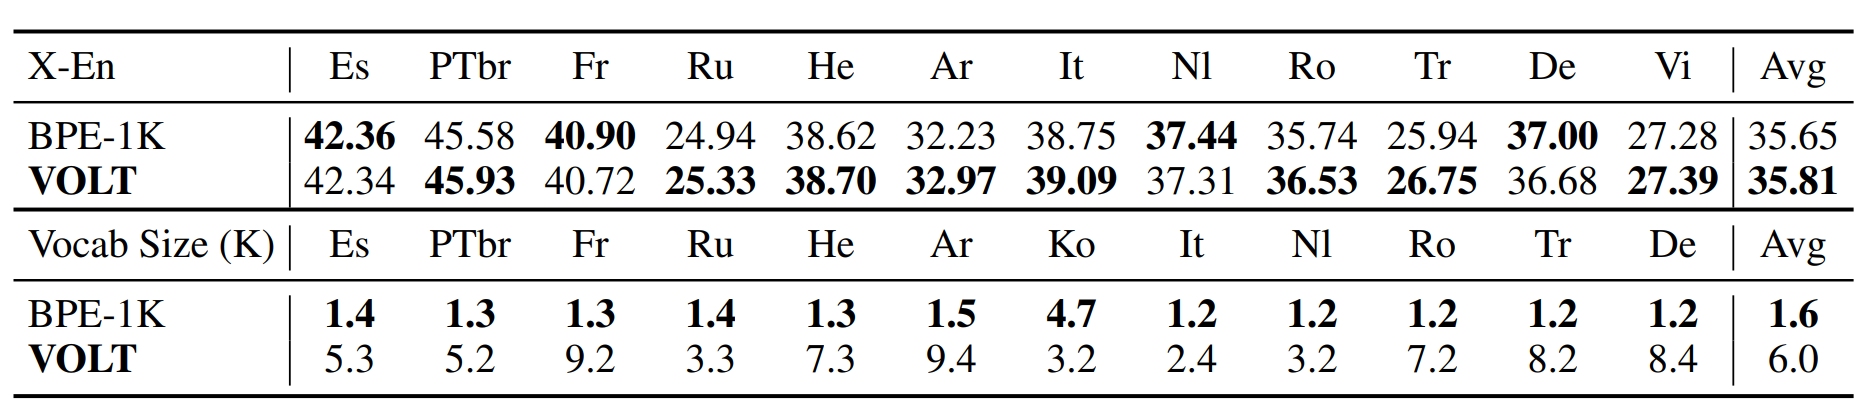 X-En Es PTbr Fr Ru He Ar It Nl Ro Tr De Vi Avg
BPE-1K 42.36 45.58 40.90 24.94 38.62 32.23 38.75 37.44 35.74 25.94 37.00 27.28 35.65
VOLT 42.34 45.93 40.72 25.33 38.70 32.97 39.09 37.31 36.53 26.75 36.68 27.39 35.81
Vocab Size (K) Es PTbr Fr Ru He Ar Ko It Nl Ro Tr De Avg
BPE-1K 1.4 1.3 1.3 1.4 1.3 1.5 4.7 1.2 1.2 1.2 1.2 1.2 1.6
VOLT 5.3 5.2 9.2 3.3 7.3 9.4 3.2 2.4 3.2 7.2 8.2 8.4 6.0